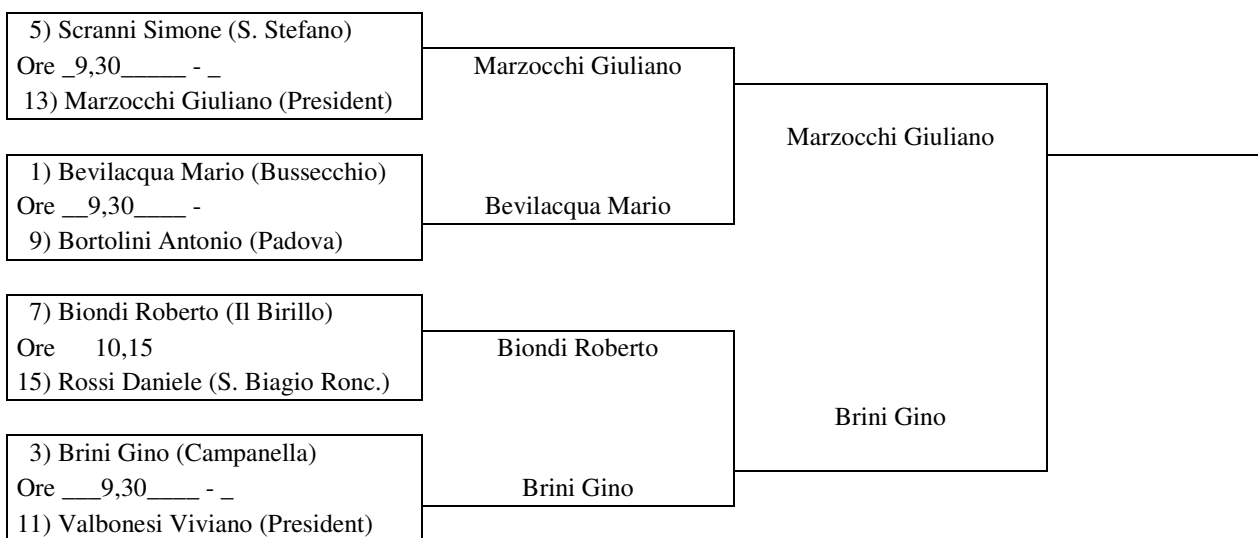 5) Scranni Simone (S. Stefano)
Ore _9,30_____ - _
13) Marzocchi Giuliano (President)
Marzocchi Giuliano
Marzocchi Giuliano
1) Bevilacqua Mario (Bussecchio)
Ore __9,30____ -
9) Bortolini Antonio (Padova)
Bevilacqua Mario
7) Biondi Roberto (Il Birillo)
Ore 10,15
15) Rossi Daniele (S. Biagio Ronc.)
Biondi Roberto
Brini Gino
3) Brini Gino (Campanella)
Ore ___9,30____ - _
11) Valbonesi Viviano (President)
Brini Gino